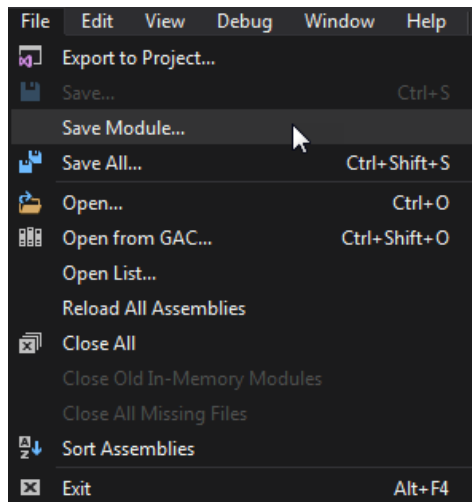 File Edit View Debug Window Help
Export to Project...
Save... Ctrl+S
Save Module...
Save All... Ctrl+Shift+S
Open... Ctrl+O
Open from GAC... Ctrl+Shift+O
Open List...
Reload All Assemblies
Close All
Close Old In-Memory Modules
Close All Missing Files
Sort Assemblies
Exit Alt+F4